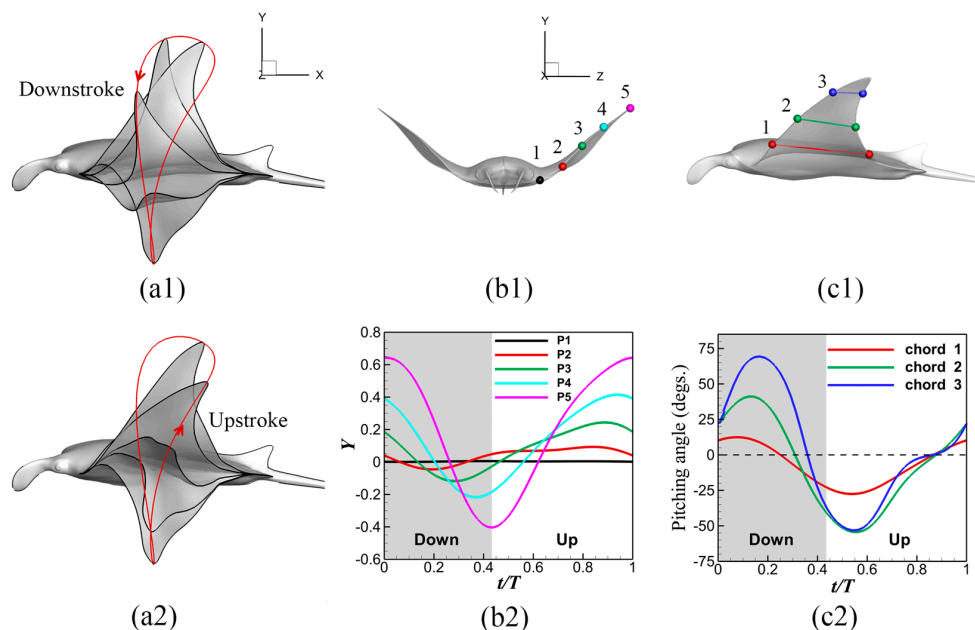 Y
Z
X
Downstroke
(a1)
Y
X
Z
1
2
3
4
5
(b1)
1
2
3
(c1)
Upstroke
(a2)
Y
0.8
0.6
0.4
0.2
0
-0.2
-0.4
-0.6
P1
P2
P3
P4
P5
Down
Up
0
0.2
0.4
0.6
0.8
1
t/T
(b2)
Pitching angle (degs.)
75
50
25
0
-25
-50
-75
chord 1
chord 2
chord 3
Down
Up
0
0.2
0.4
0.6
0.8
1
t/T
(c2)